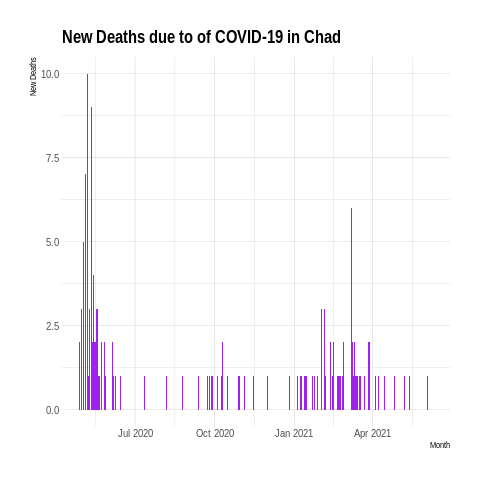 New Deaths due to of COVID-19 in Chad
New Deaths
10.0
7.5
5.0
2.5
0.0
Jul 2020 Oct 2020 Jan 2021 Apr 2021
Month